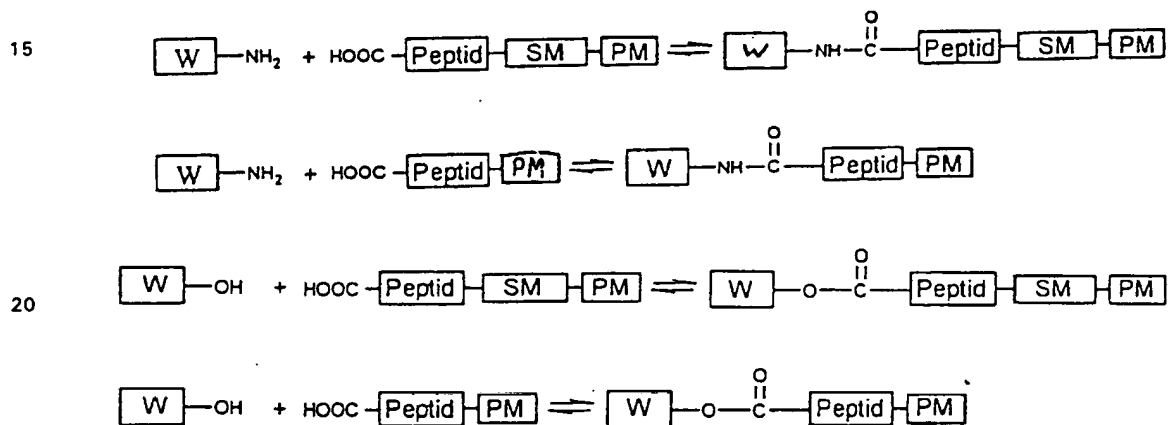 15 W—NH₂ + HOOC—Peptid—SM—PM ⇌ W—NH—C(=O)—Peptid—SM—PM
W—NH₂ + HOOC—Peptid—PM ⇌ W—NH—C(=O)—Peptid—PM
20 W—OH + HOOC—Peptid—SM—PM ⇌ W—O—C(=O)—Peptid—SM—PM
W—OH + HOOC—Peptid—PM ⇌ W—O—C(=O)—Peptid—PM